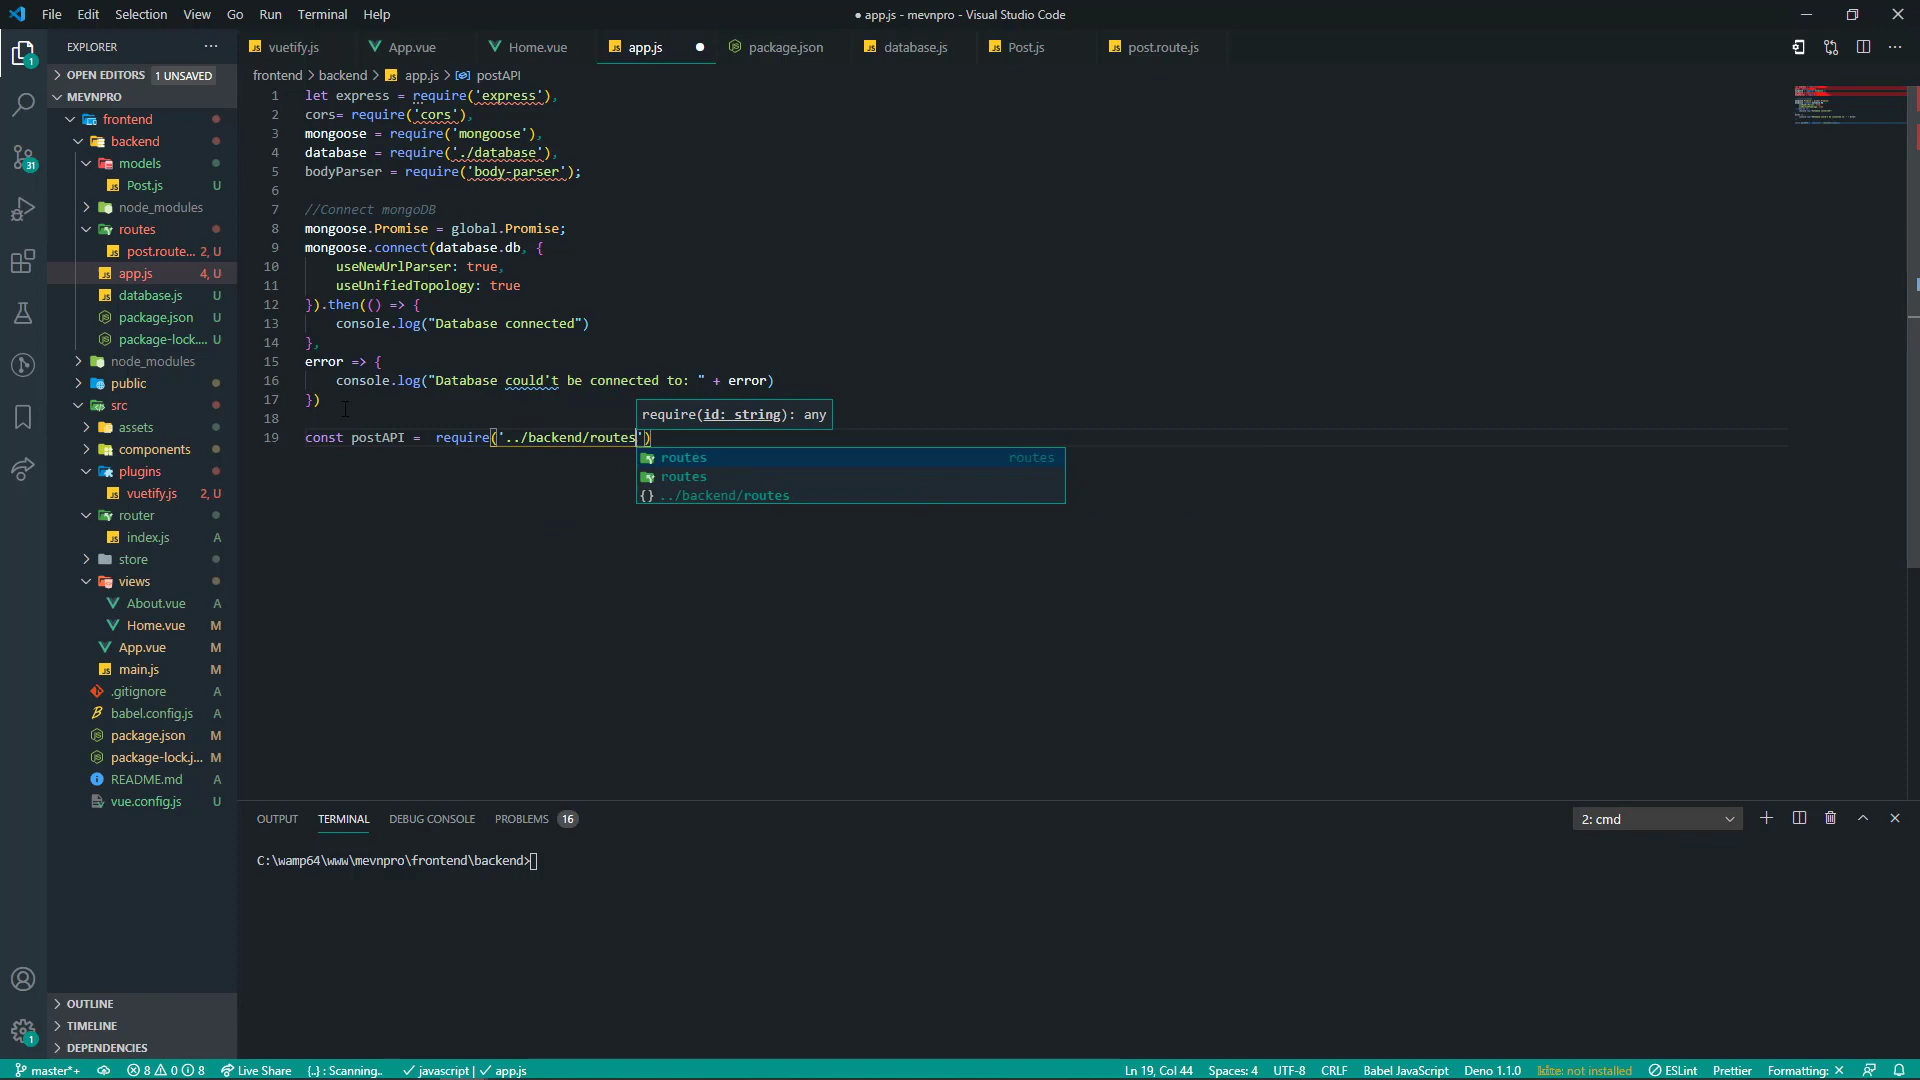 File Edit Selection View Go Run Terminal Help
● app.js - mevnpro - Visual Studio Code
EXPLORER
vuetify.js App.vue Home.vue app.js package.json database.js Post.js post.route.js
OPEN EDITORS 1 UNSAVED
MEVNPRO
frontend
backend
models
Post.js U
node_modules
routes
post.route... 2, U
app.js 4, U
database.js U
package.json U
package-lock.... U
node_modules
public
src
assets
components
plugins
vuetify.js 2, U
router
index.js A
store
views
About.vue A
Home.vue M
App.vue M
main.js M
.gitignore A
babel.config.js A
package.json M
package-lock.j... M
README.md A
vue.config.js U
OUTLINE
TIMELINE
DEPENDENCIES
1
31
1
frontend > backend > app.js > postAPI
1 let express = require('express'),
2 cors= require('cors'),
3 mongoose = require('mongoose'),
4 database = require('./database'),
5 bodyParser = require('body-parser');
6
7 //Connect mongoDB
8 mongoose.Promise = global.Promise;
9 mongoose.connect(database.db, {
10 useNewUrlParser: true,
11 useUnifiedTopology: true
12 }).then(() => {
13 console.log("Database connected")
14 },
15 error => {
16 console.log("Database could't be connected to: " + error)
17 })
18
19 const postAPI =  require('../backend/routes')
require(id: string): any
routes routes
routes
{} ../backend/routes
OUTPUT TERMINAL DEBUG CONSOLE PROBLEMS 16
2: cmd
C:\wamp64\www\mevnpro\frontend\backend>
master*+ 8 0 8 Live Share {..} : Scanning.. javascript | app.js Ln 19, Col 44 Spaces: 4 UTF-8 CRLF Babel JavaScript Deno 1.1.0 kite: not installed ESLint Prettier Formatting: ×